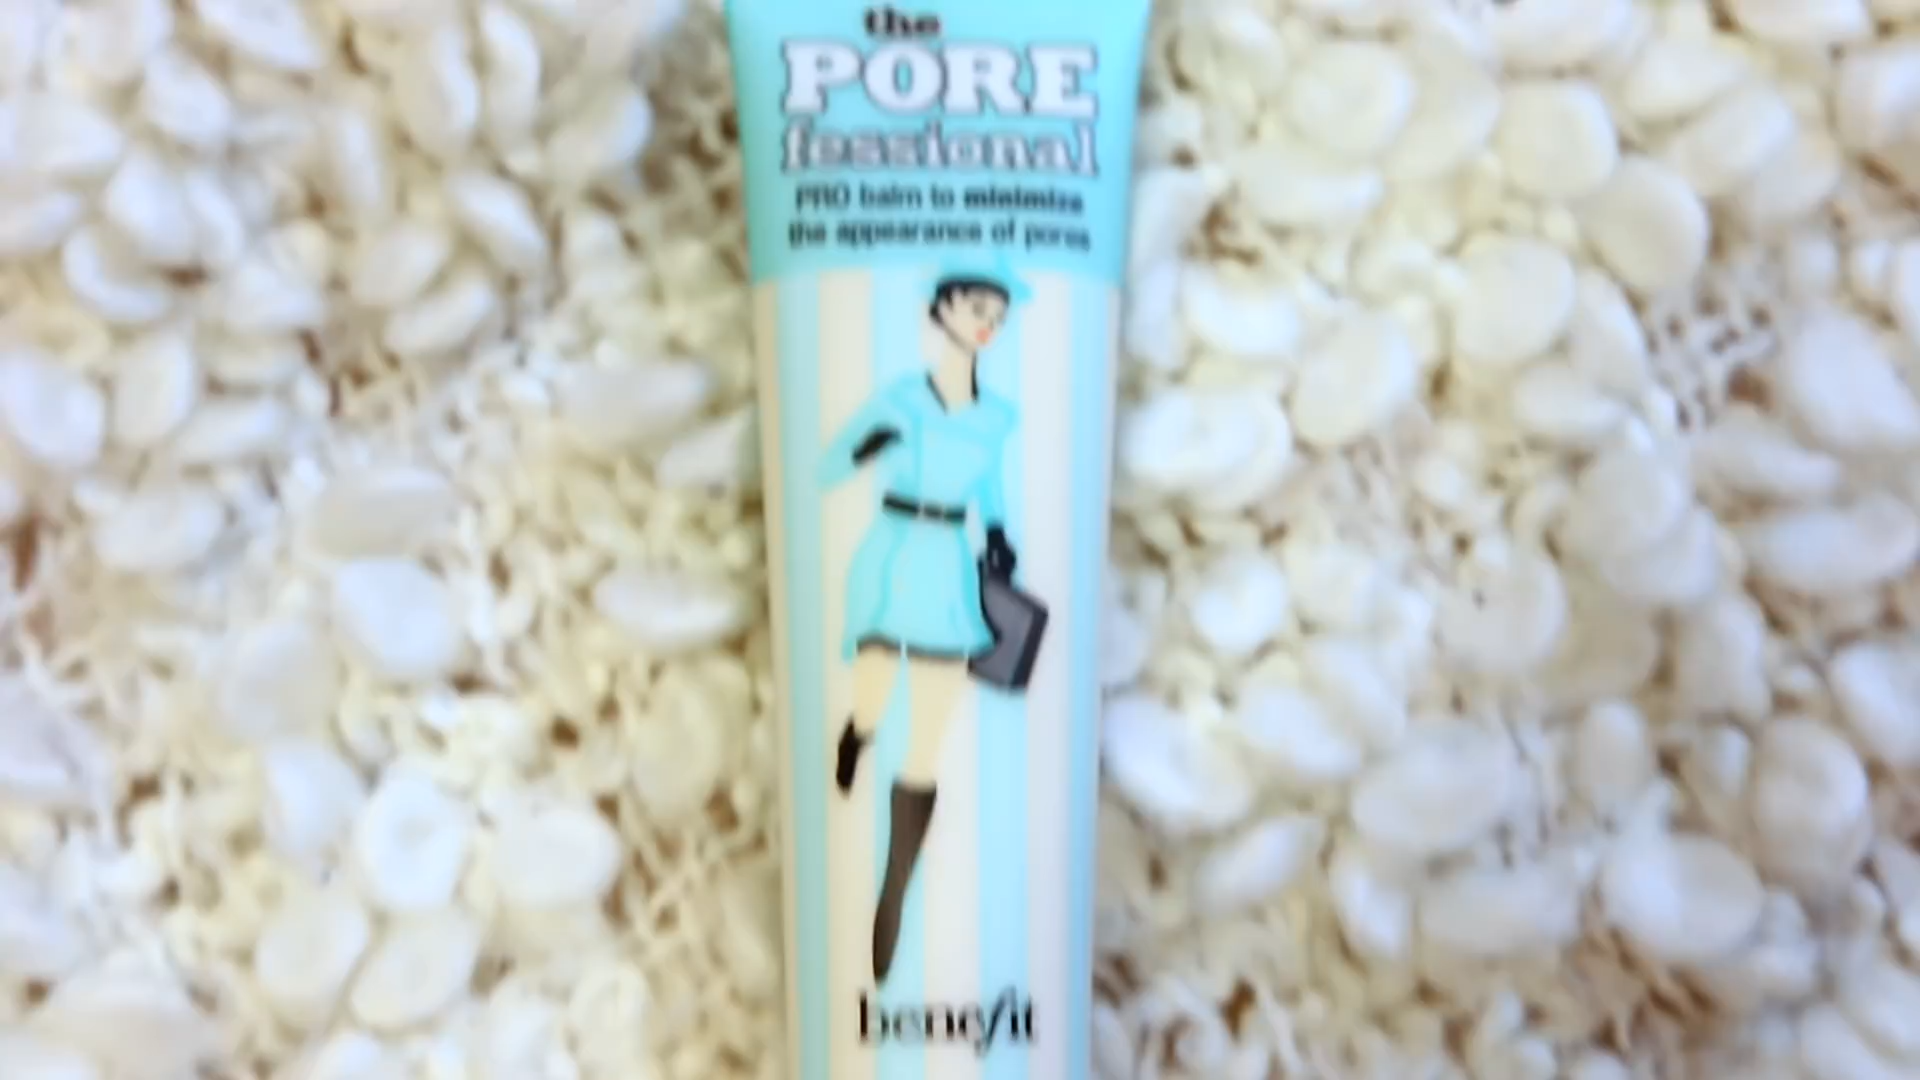 the
PORE
fessional
PRO balm to minimize
the appearance of pores
benefit